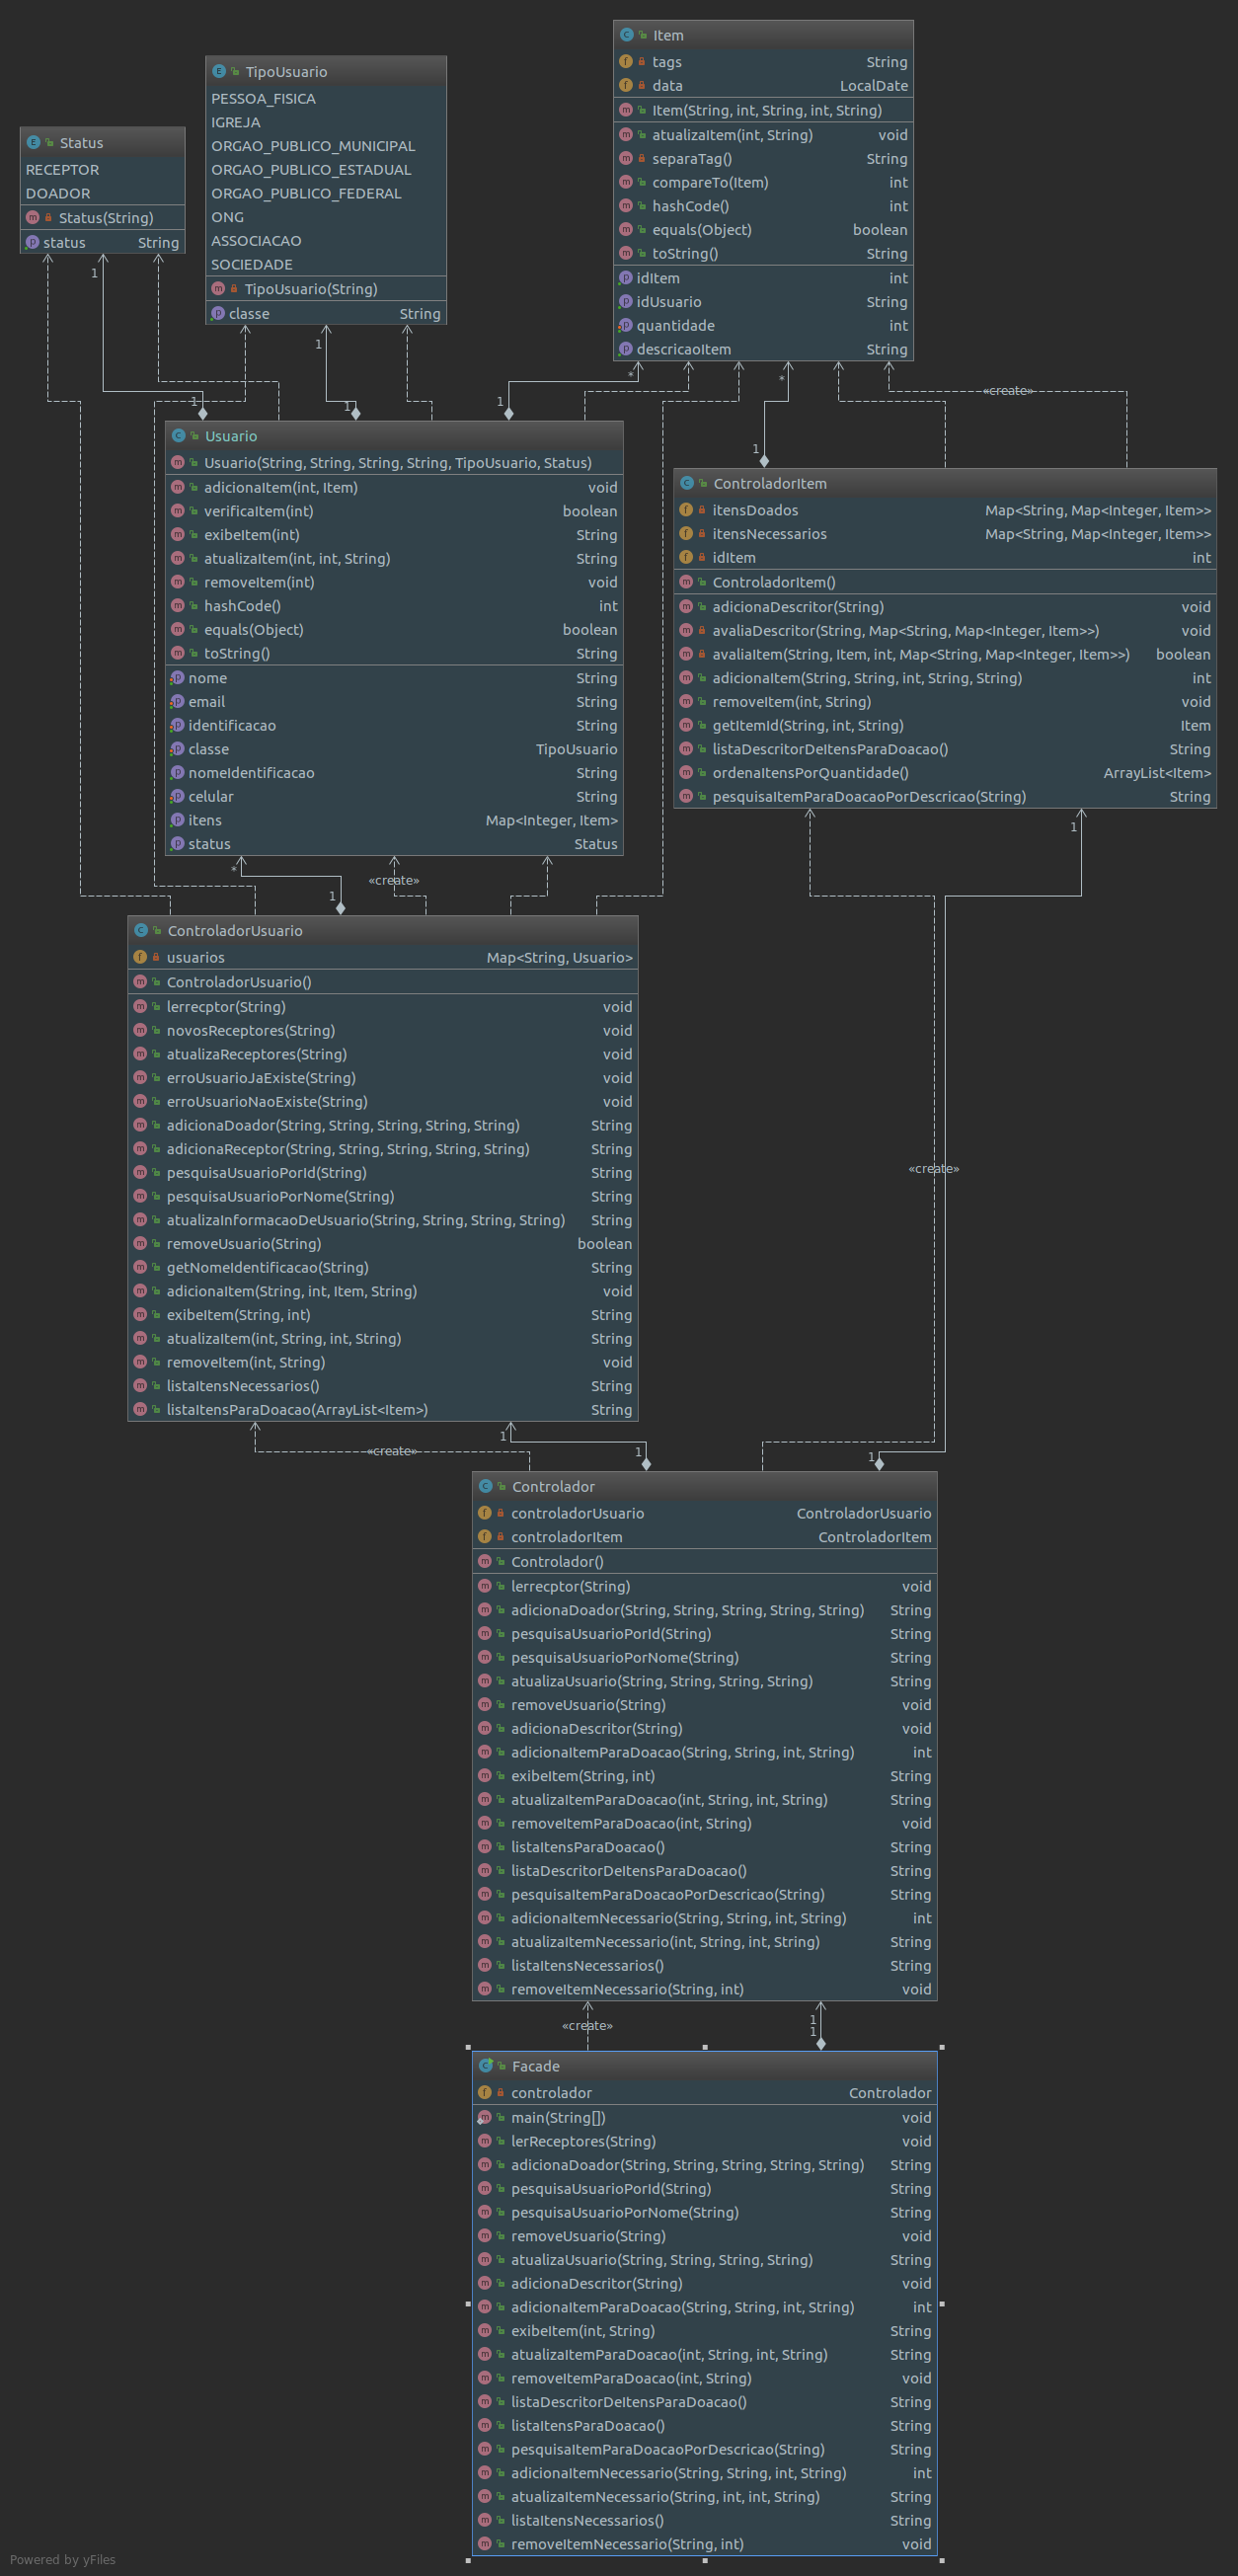 Item
tags String
data LocalDate
Item(String, int, String, int, String)
atualizaItem(int, String) void
separaTag() String
compareTo(Item) int
hashCode() int
equals(Object) boolean
toString() String
idItem int
idUsuario String
quantidade int
descricaoItem String
TipoUsuario
PESSOA_FISICA
IGREJA
ORGAO_PUBLICO_MUNICIPAL
ORGAO_PUBLICO_ESTADUAL
ORGAO_PUBLICO_FEDERAL
ONG
ASSOCIACAO
SOCIEDADE
TipoUsuario(String)
classe String
Status
RECEPTOR
DOADOR
Status(String)
status String
1
1
*
*
1
1
1
«create»
1
Usuario
Usuario(String, String, String, String, TipoUsuario, Status)
adicionaItem(int, Item) void
verificaItem(int) boolean
exibeItem(int) String
atualizaItem(int, int, String) String
removeItem(int) void
hashCode() int
equals(Object) boolean
toString() String
nome String
email String
identificacao String
classe TipoUsuario
nomeIdentificacao String
celular String
itens Map<Integer, Item>
status Status
ControladorItem
itensDoados Map<String, Map<Integer, Item>>
itensNecessarios Map<String, Map<Integer, Item>>
idItem int
ControladorItem()
adicionaDescritor(String) void
avaliaDescritor(String, Map<String, Map<Integer, Item>>) void
avaliaItem(String, Item, int, Map<String, Map<Integer, Item>>) boolean
adicionaItem(String, String, int, String, String) int
removeItem(int, String) void
getItemId(String, int, String) Item
listaDescritorDeItensParaDoacao() String
ordenaItensPorQuantidade() ArrayList<Item>
pesquisaItemParaDoacaoPorDescricao(String) String
1
*
«create»
1
ControladorUsuario
usuarios Map<String, Usuario>
ControladorUsuario()
lerrecptor(String) void
novosReceptores(String) void
atualizaReceptores(String) void
erroUsuarioJaExiste(String) void
erroUsuarioNaoExiste(String) void
adicionaDoador(String, String, String, String, String) String
adicionaReceptor(String, String, String, String, String) String
pesquisaUsuarioPorId(String) String
pesquisaUsuarioPorNome(String) String
atualizaInformacaoDeUsuario(String, String, String, String) String
removeUsuario(String) boolean
getNomeIdentificacao(String) String
adicionaItem(String, int, Item, String) void
exibeItem(String, int) String
atualizaItem(int, String, int, String) String
removeItem(int, String) void
listaItensNecessarios() String
listaItensParaDoacao(ArrayList<Item>) String
«create»
1
«create»
1
1
Controlador
controladorUsuario ControladorUsuario
controladorItem ControladorItem
Controlador()
lerrecptor(String) void
adicionaDoador(String, String, String, String, String) String
pesquisaUsuarioPorId(String) String
pesquisaUsuarioPorNome(String) String
atualizaUsuario(String, String, String, String) String
removeUsuario(String) void
adicionaDescritor(String) void
adicionaItemParaDoacao(String, String, int, String) int
exibeItem(String, int) String
atualizaItemParaDoacao(int, String, int, String) String
removeItemParaDoacao(int, String) void
listaItensParaDoacao() String
listaDescritorDeItensParaDoacao() String
pesquisaItemParaDoacaoPorDescricao(String) String
adicionaItemNecessario(String, String, int, String) int
atualizaItemNecessario(int, String, int, String) String
listaItensNecessarios() String
removeItemNecessario(String, int) void
1
«create»
1
Facade
controlador Controlador
main(String[]) void
lerReceptores(String) void
adicionaDoador(String, String, String, String, String) String
pesquisaUsuarioPorId(String) String
pesquisaUsuarioPorNome(String) String
removeUsuario(String) void
atualizaUsuario(String, String, String, String) String
adicionaDescritor(String) void
adicionaItemParaDoacao(String, String, int, String) int
exibeItem(int, String) String
atualizaItemParaDoacao(int, String, int, String) String
removeItemParaDoacao(int, String) void
listaDescritorDeItensParaDoacao() String
listaItensParaDoacao() String
pesquisaItemParaDoacaoPorDescricao(String) String
adicionaItemNecessario(String, String, int, String) int
atualizaItemNecessario(String, int, int, String) String
listaItensNecessarios() String
removeItemNecessario(String, int) void
Powered by yFiles